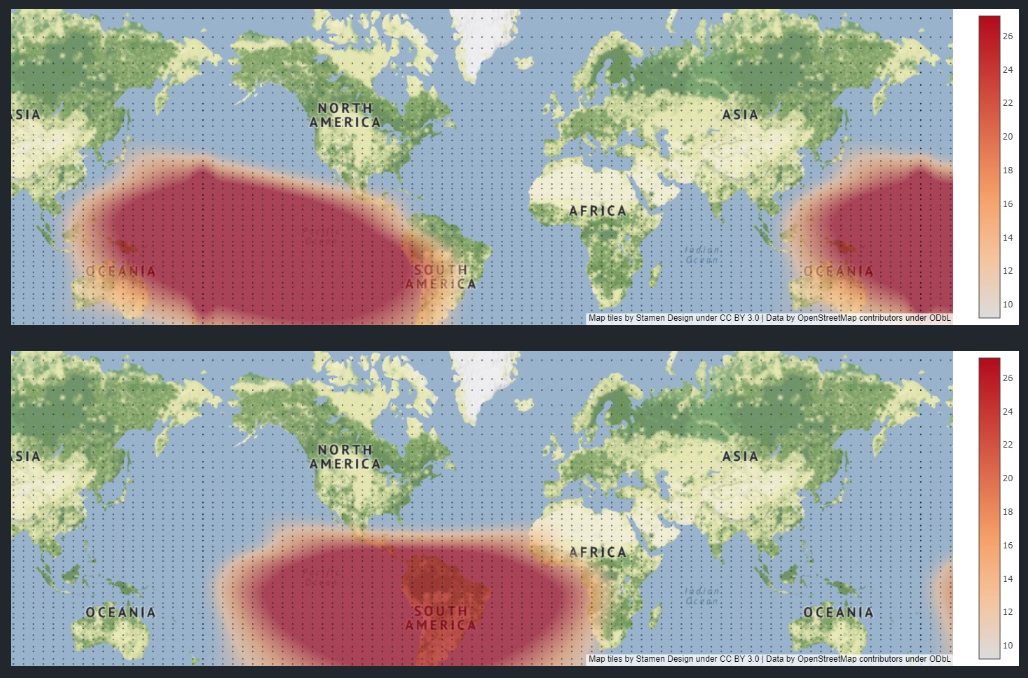 NORTH
AMERICA
ASIA
ASIA
AFRICA
Indian
Ocean
OCEANIA
SOUTH
AMERICA
OCEANIA
Map tiles by Stamen Design under CC BY 3.0 | Data by OpenStreetMap contributors under ODbL
26
24
22
20
18
16
14
12
10
NORTH
AMERICA
ASIA
ASIA
AFRICA
Indian
Ocean
OCEANIA
SOUTH
AMERICA
OCEANIA
Map tiles by Stamen Design under CC BY 3.0 | Data by OpenStreetMap contributors under ODbL
26
24
22
20
18
16
14
12
10